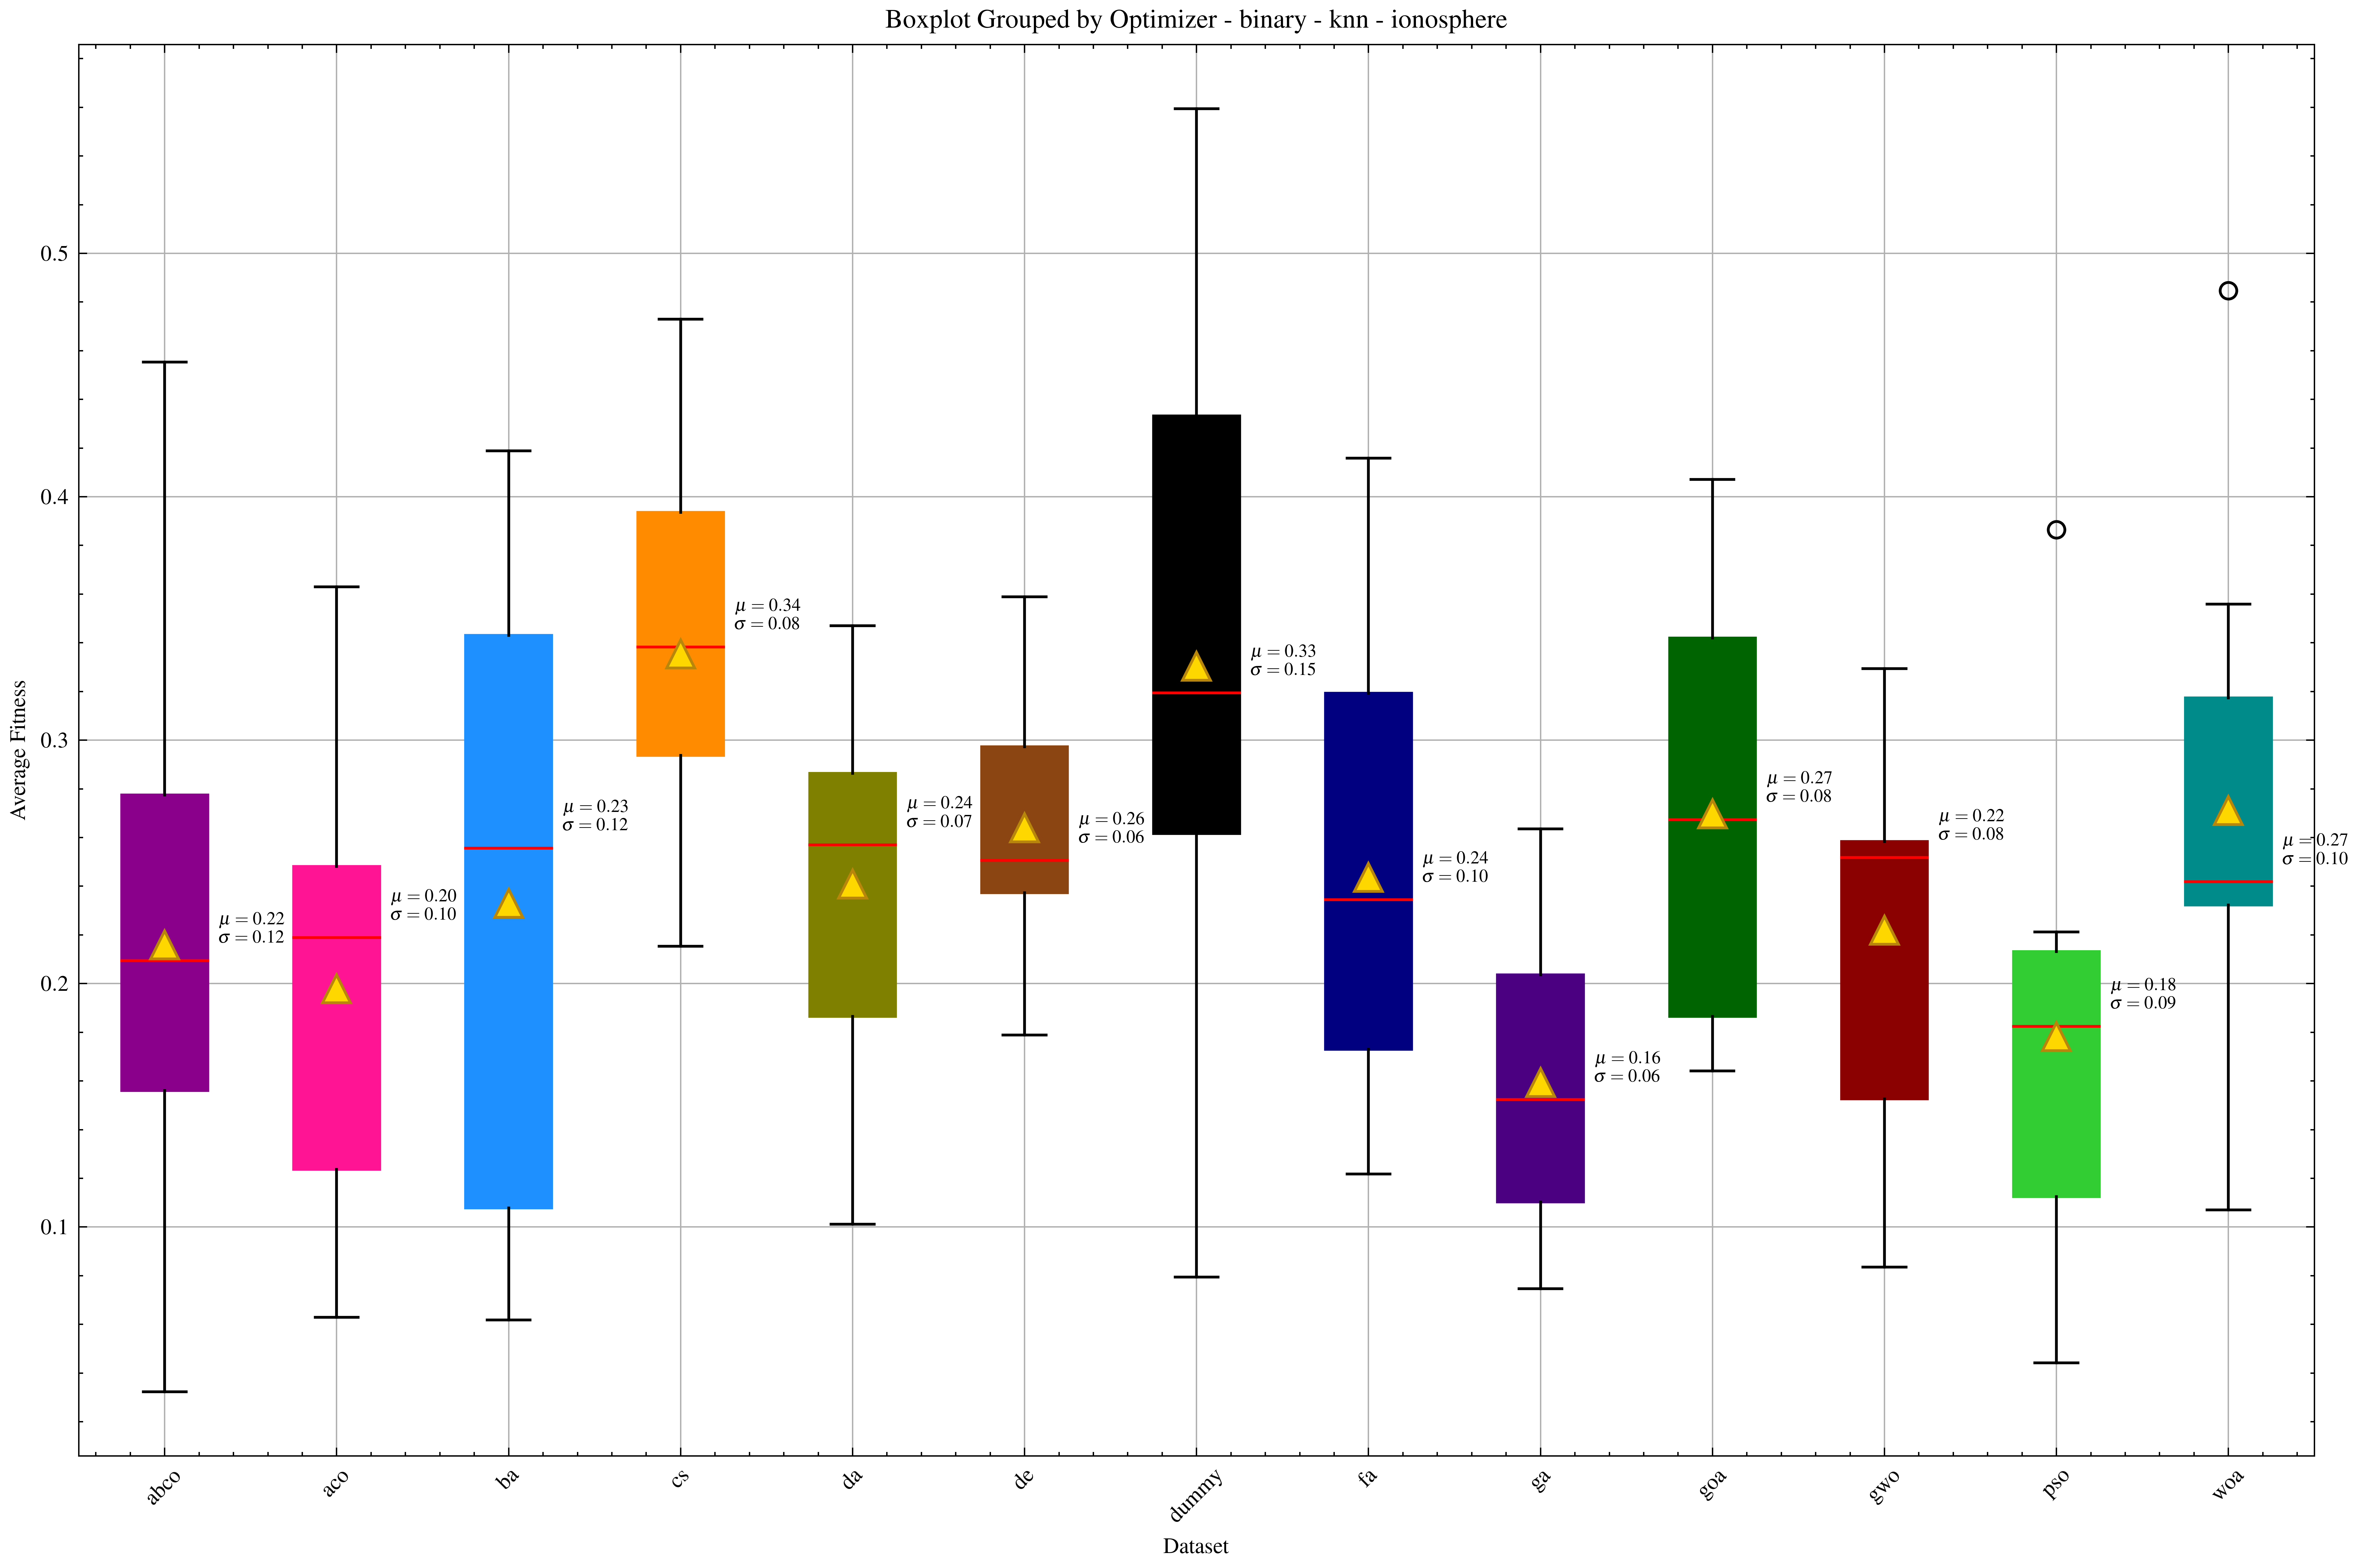 Boxplot Grouped by Optimizer - binary - knn - ionosphere
Average Fitness
0.5
0.4
0.3
0.2
0.1
μ = 0.22
σ = 0.12
μ = 0.20
σ = 0.10
μ = 0.23
σ = 0.12
μ = 0.34
σ = 0.08
μ = 0.24
σ = 0.07
μ = 0.26
σ = 0.06
μ = 0.33
σ = 0.15
μ = 0.24
σ = 0.10
μ = 0.16
σ = 0.06
μ = 0.27
σ = 0.08
μ = 0.22
σ = 0.08
μ = 0.18
σ = 0.09
μ = 0.27
σ = 0.10
abco
aco
ba
cs
da
de
dummy
fa
ga
goa
gwo
pso
woa
Dataset